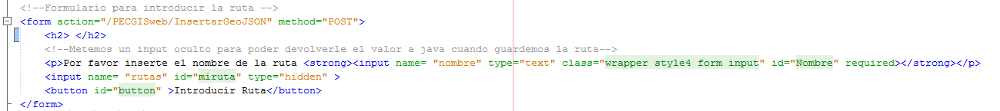 <!--Formulario para introducir la ruta -->
<form action="/PECGISweb/InsertarGeoJSON" method="POST">
<h2> </h2>
<!--Metemos un input oculto para poder devolverle el valor a java cuando guardemos la ruta-->
<p>Por favor inserte el nombre de la ruta <strong><input name= "nombre" type="text" class="wrapper style4 form input" id="Nombre" required></strong></p>
<input name= "rutas" id="miruta" type="hidden" >
<button id="button" >Introducir Ruta</button>
</form>